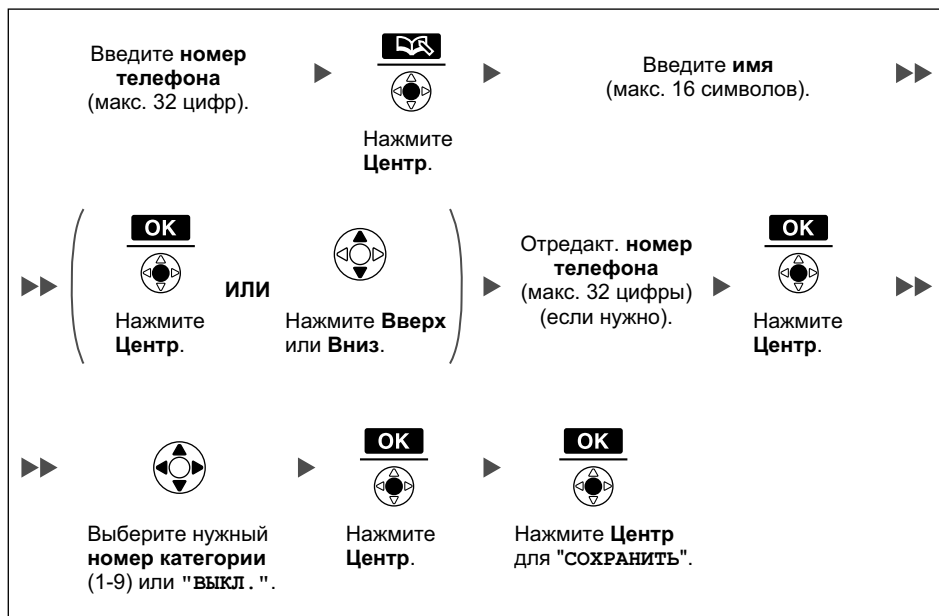 Введите номер
телефона
(макс. 32 цифр).
Нажмите
Центр.
Введите имя
(макс. 16 символов).
OK
Нажмите
Центр.
ИЛИ
Нажмите Вверх
или Вниз.
Отредакт. номер
телефона
(макс. 32 цифры)
(если нужно).
OK
Нажмите
Центр.
Выберите нужный
номер категории
(1-9) или "ВЫКЛ.".
OK
Нажмите
Центр.
OK
Нажмите Центр
для "СОХРАНИТЬ".